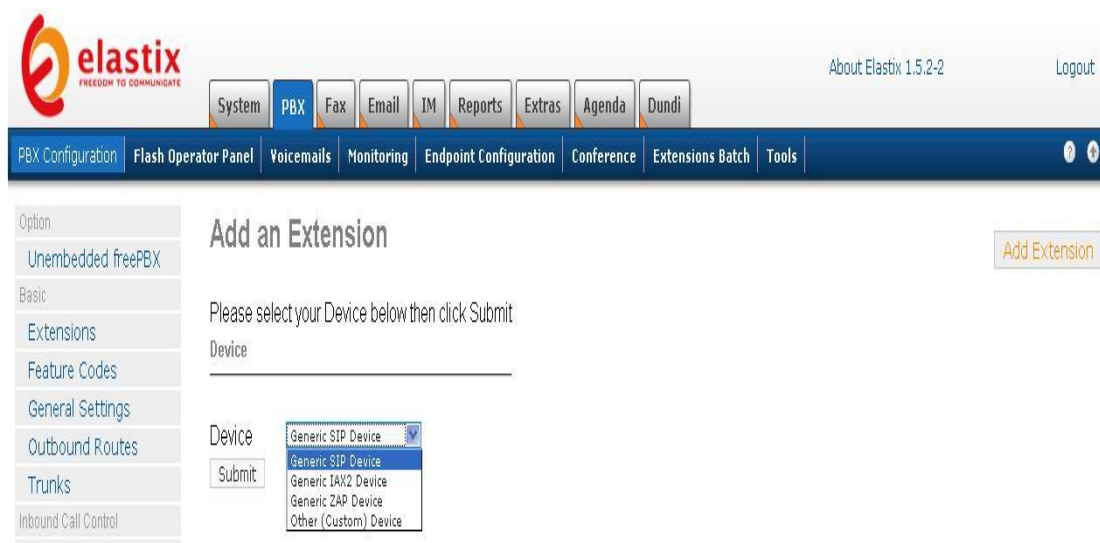 elastix
FREEDOM TO COMMUNICATE
About Elastix 1.5.2-2
Logout
System
PBX
Fax
Email
IM
Reports
Extras
Agenda
Dundi
PBX Configuration
Flash Operator Panel
Voicemails
Monitoring
Endpoint Configuration
Conference
Extensions Batch
Tools
?
Option
Unembedded freePBX
Basic
Extensions
Feature Codes
General Settings
Outbound Routes
Trunks
Inbound Call Control
Add an Extension
Add Extension
Please select your Device below then click Submit
Device
Device
Generic SIP Device
Generic SIP Device
Generic IAX2 Device
Generic ZAP Device
Other (Custom) Device
Submit